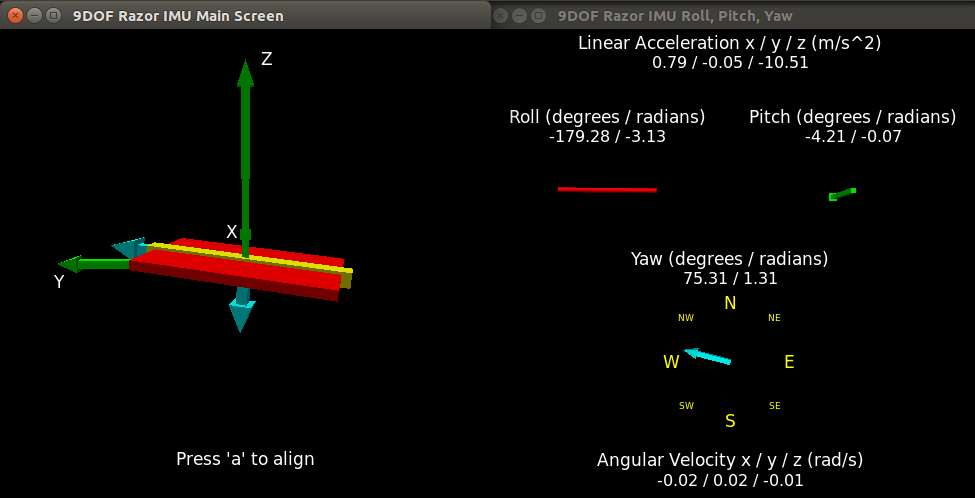 9DOF Razor IMU Main Screen
Z
X
Y
Press 'a' to align
9DOF Razor IMU Roll, Pitch, Yaw
Linear Acceleration x / y / z (m/s^2)
0.79 / -0.05 / -10.51
Roll (degrees / radians)
-179.28 / -3.13
Pitch (degrees / radians)
-4.21 / -0.07
Yaw (degrees / radians)
75.31 / 1.31
N
NW NE
W E
SW SE
S
Angular Velocity x / y / z (rad/s)
-0.02 / 0.02 / -0.01